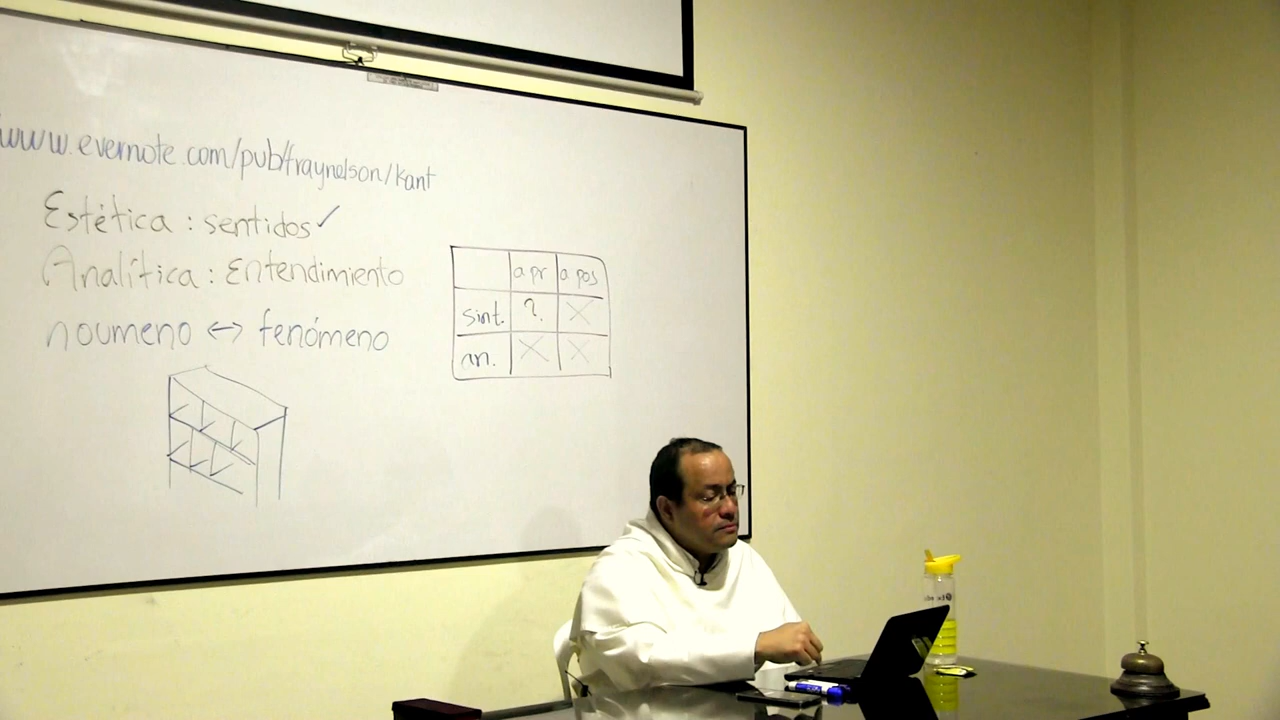 www.evernote.com/pub/fraynelson/kant
Estética : sentidos ✓
Analítica : Entendimiento
noumeno ↔ fenómeno
a pr a pos
sint. ? X
an. X X